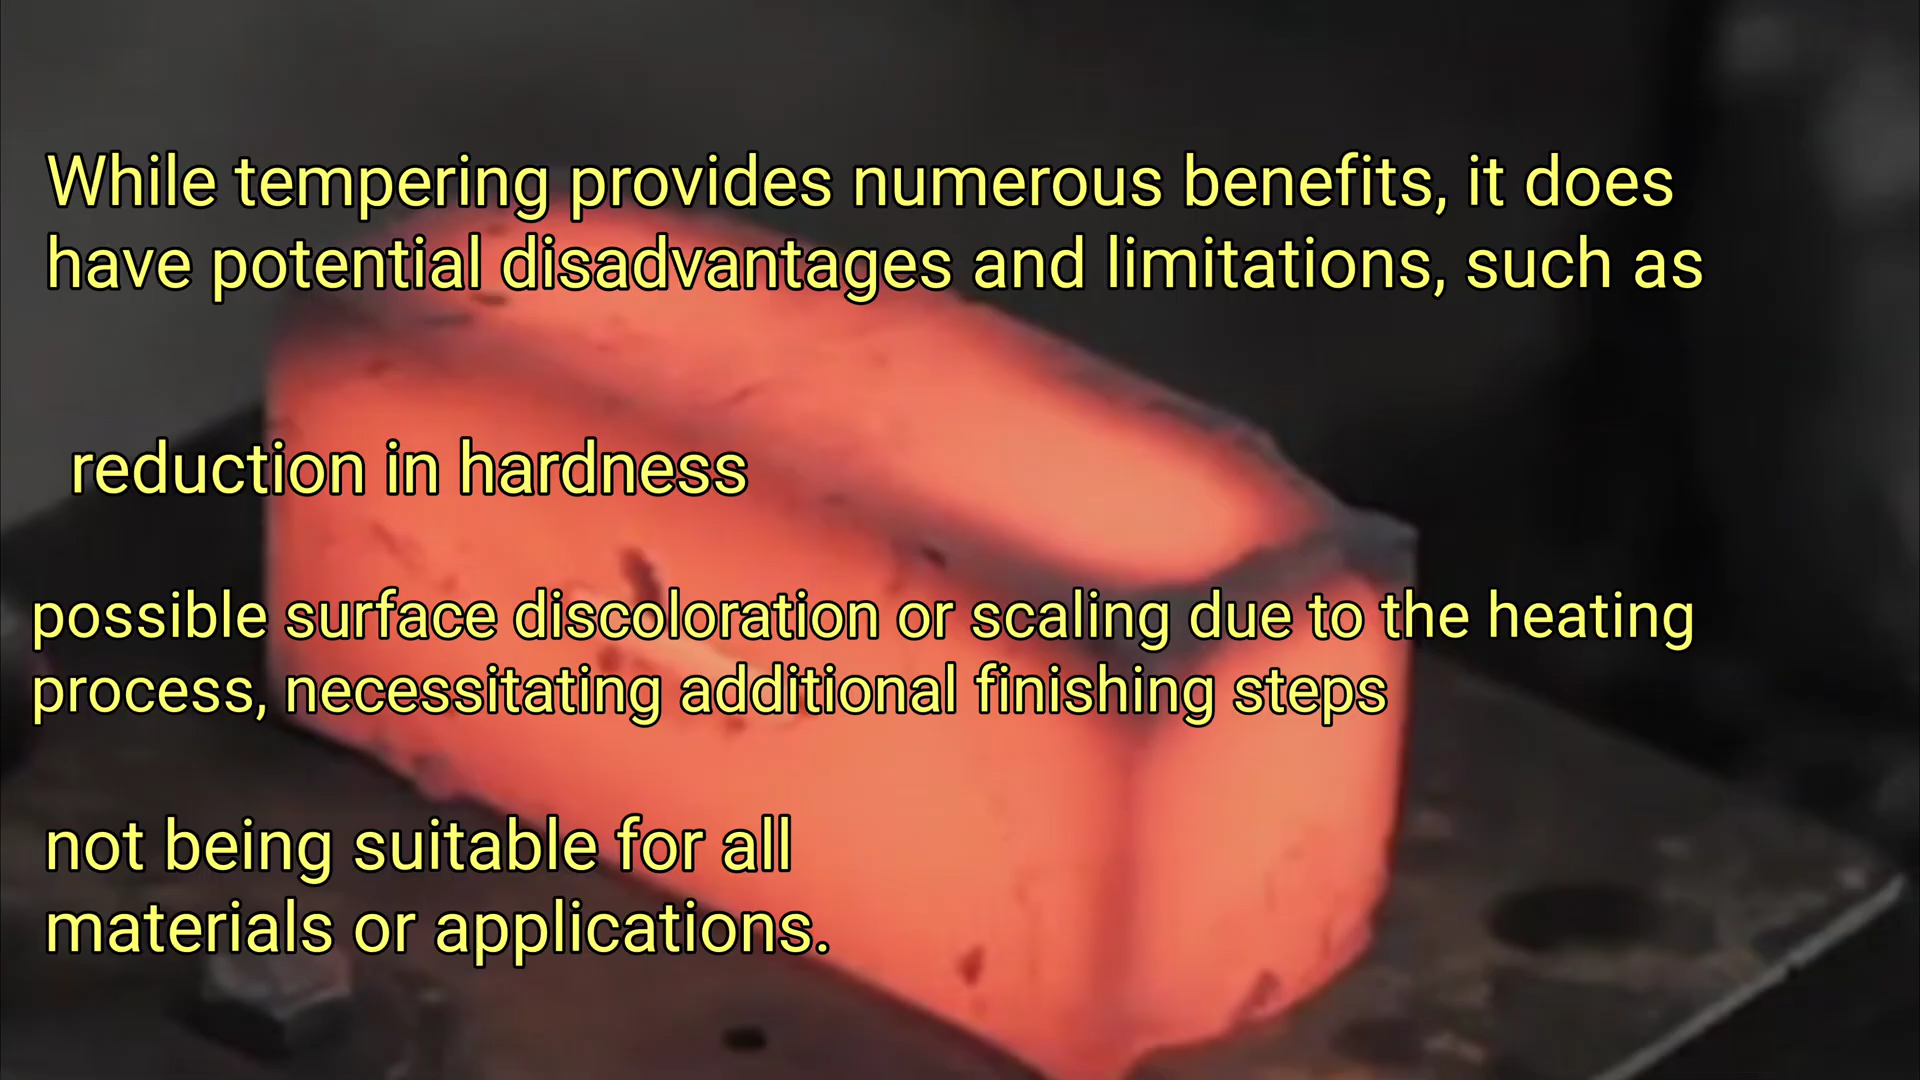 While tempering provides numerous benefits, it does
have potential disadvantages and limitations, such as
reduction in hardness
possible surface discoloration or scaling due to the heating
process, necessitating additional finishing steps
not being suitable for all
materials or applications.